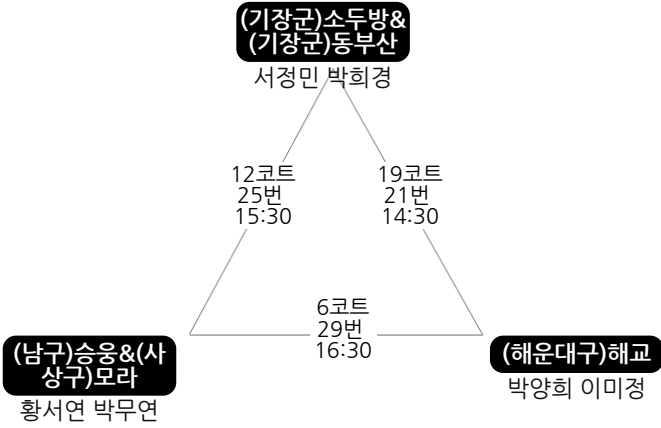 (기장군)소두방&
(기장군)동부산
서정민 박희경
12코트
25번
15:30
19코트
21번
14:30
6코트
29번
16:30
(남구)승웅&(사
상구)모라
황서연 박무연
(해운대구)해교
박양희 이미정